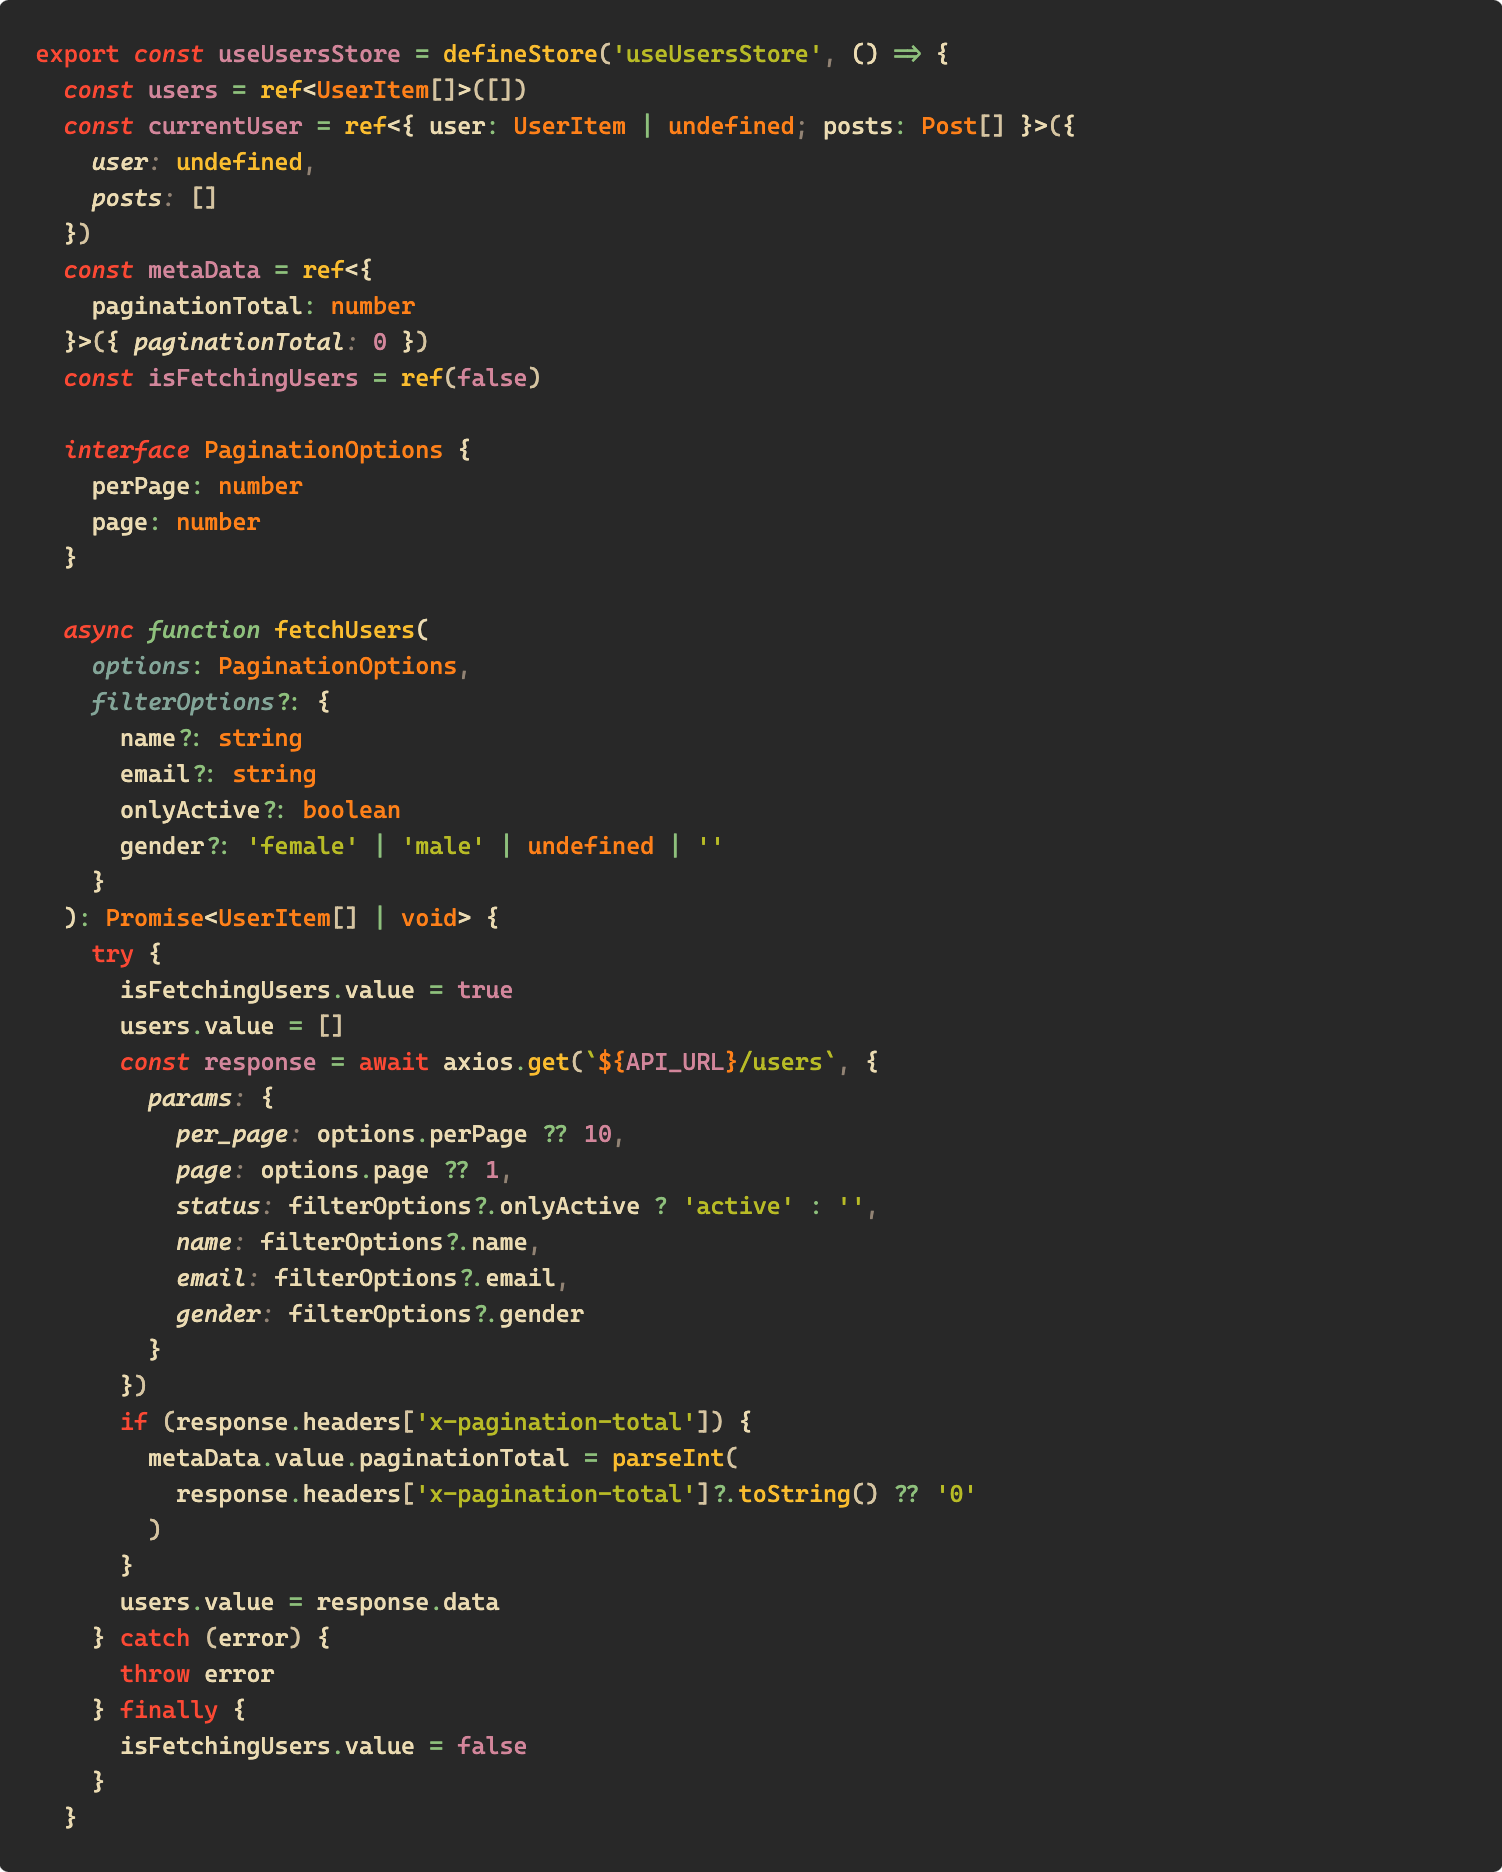 export const useUsersStore = defineStore('useUsersStore', () => {
  const users = ref<UserItem[]>([])
  const currentUser = ref<{ user: UserItem | undefined; posts: Post[] }>({
    user: undefined,
    posts: []
  })
  const metaData = ref<{
    paginationTotal: number
  }>({ paginationTotal: 0 })
  const isFetchingUsers = ref(false)

  interface PaginationOptions {
    perPage: number
    page: number
  }

  async function fetchUsers(
    options: PaginationOptions,
    filterOptions?: {
      name?: string
      email?: string
      onlyActive?: boolean
      gender?: 'female' | 'male' | undefined | ''
    }
  ): Promise<UserItem[] | void> {
    try {
      isFetchingUsers.value = true
      users.value = []
      const response = await axios.get(`${API_URL}/users`, {
        params: {
          per_page: options.perPage ?? 10,
          page: options.page ?? 1,
          status: filterOptions?.onlyActive ? 'active' : '',
          name: filterOptions?.name,
          email: filterOptions?.email,
          gender: filterOptions?.gender
        }
      })
      if (response.headers['x-pagination-total']) {
        metaData.value.paginationTotal = parseInt(
          response.headers['x-pagination-total']?.toString() ?? '0'
        )
      }
      users.value = response.data
    } catch (error) {
      throw error
    } finally {
      isFetchingUsers.value = false
    }
  }